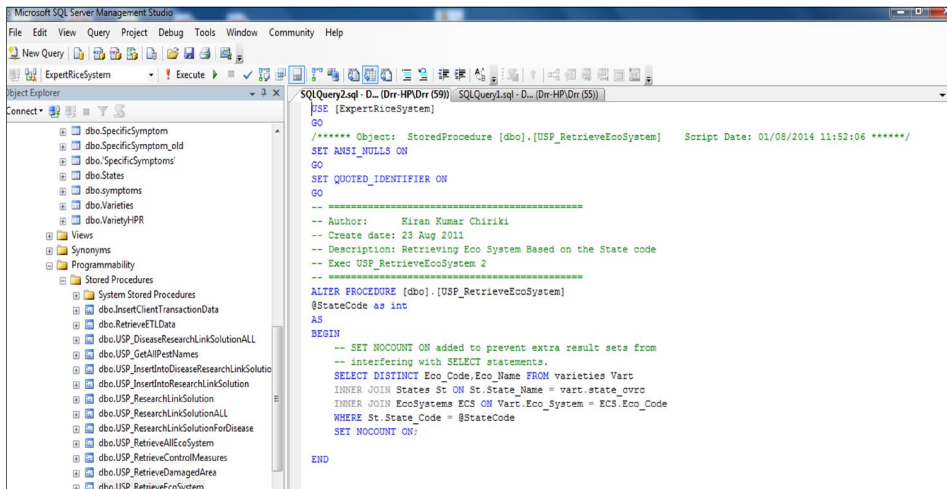 Microsoft SQL Server Management Studio
File Edit View Query Project Debug Tools Window Community Help
New Query
ExpertRiceSystem Execute
Object Explorer
Connect
dbo.SpecificSymptom
dbo.SpecificSymptom_old
dbo.'SpecificSymptoms'
dbo.States
dbo.symptoms
dbo.Varieties
dbo.VarietyHPR
Views
Synonyms
Programmability
Stored Procedures
System Stored Procedures
dbo.InsertClientTransactionData
dbo.RetrieveETLData
dbo.USP_DiseaseResearchLinkSolutionALL
dbo.USP_GetAllPestNames
dbo.USP_InsertIntoDiseaseResearchLinkSolutio
dbo.USP_InsertIntoResearchLinkSolution
dbo.USP_ResearchLinkSolution
dbo.USP_ResearchLinkSolutionALL
dbo.USP_ResearchLinkSolutionForDisease
dbo.USP_RetrieveAllEcoSystem
dbo.USP_RetrieveControlMeasures
dbo.USP_RetrieveDamagedArea
dbo.USP_RetrieveEcoSystem
SQLQuery2.sql - D... (Drr-HP\Drr (59)) SQLQuery1.sql - D... (Drr-HP\Drr (55))
USE [ExpertRiceSystem]
GO
/****** Object: StoredProcedure [dbo].[USP_RetrieveEcoSystem] Script Date: 01/08/2014 11:52:06 ******/
SET ANSI_NULLS ON
GO
SET QUOTED_IDENTIFIER ON
GO
-- =============================================
-- Author: Kiran Kumar Chiriki
-- Create date: 23 Aug 2011
-- Description: Retrieving Eco System Based on the State code
-- Exec USP_RetrieveEcoSystem 2
-- =============================================
ALTER PROCEDURE [dbo].[USP_RetrieveEcoSystem]
@StateCode as int
AS
BEGIN
-- SET NOCOUNT ON added to prevent extra result sets from
-- interfering with SELECT statements.
SELECT DISTINCT Eco_Code,Eco_Name FROM varieties Vart
INNER JOIN States St ON St.State_Name = vart.state_cvrc
INNER JOIN EcoSystems ECS ON Vart.Eco_System = ECS.Eco_Code
WHERE St.State_Code = @StateCode
SET NOCOUNT ON;
END